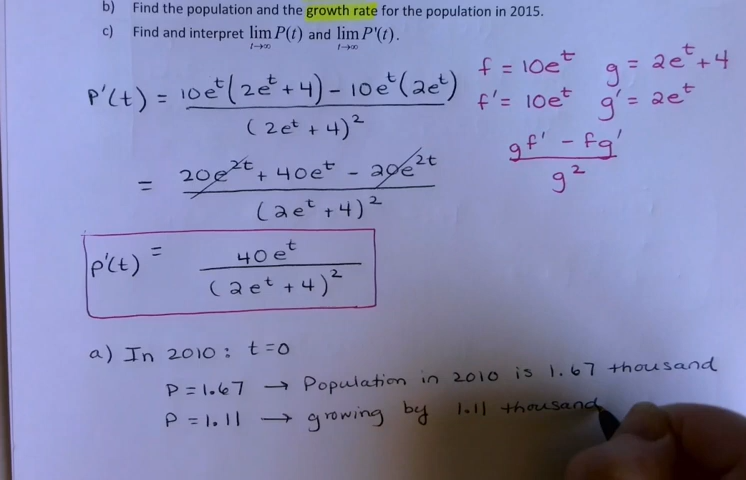 b) Find the population and the growth rate for the population in 2015.
c) Find and interpret lim t→∞ P(t) and lim t→∞ P'(t).
P'(t) = 10e^t(2e^t+4) - 10e^t(2e^t) / (2e^t+4)^2
f = 10e^t g = 2e^t+4
f' = 10e^t g' = 2e^t
gf' - fg' / g^2
= 20e^2t + 40e^t - 20e^2t / (2e^t+4)^2
P'(t) = 40e^t / (2e^t+4)^2
a) In 2010: t=0
P = 1.67 → Population in 2010 is 1.67 thousand
P = 1.11 → growing by 1.11 thousand